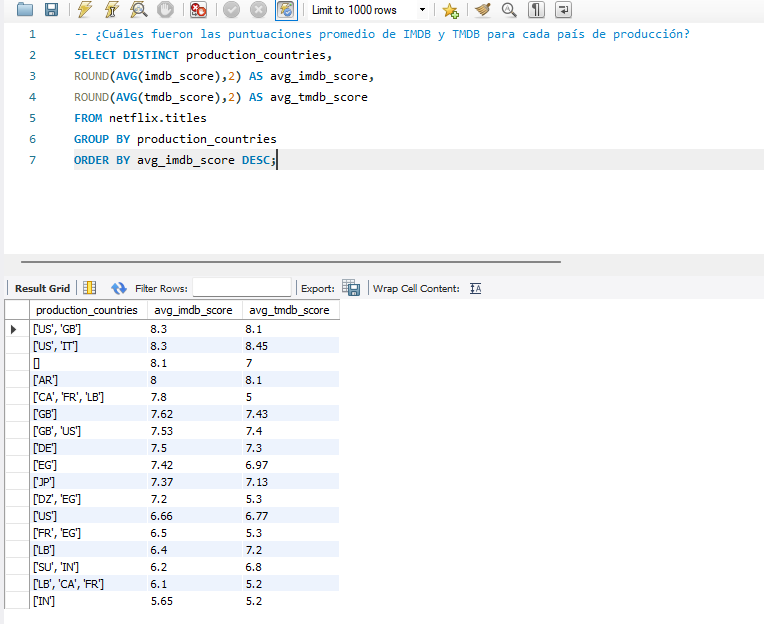 Limit to 1000 rows
1 -- ¿Cuáles fueron las puntuaciones promedio de IMDB y TMDB para cada país de producción?
2 SELECT DISTINCT production_countries,
3 ROUND(AVG(imdb_score),2) AS avg_imdb_score,
4 ROUND(AVG(tmdb_score),2) AS avg_tmdb_score
5 FROM netflix.titles
6 GROUP BY production_countries
7 ORDER BY avg_imdb_score DESC;
Result Grid Filter Rows: Export: Wrap Cell Content: IA
production_countries avg_imdb_score avg_tmdb_score
['US', 'GB'] 8.3 8.1
['US', 'IT'] 8.3 8.45
[] 8.1 7
['AR'] 8 8.1
['CA', 'FR', 'LB'] 7.8 5
['GB'] 7.62 7.43
['GB', 'US'] 7.53 7.4
['DE'] 7.5 7.3
['EG'] 7.42 6.97
['JP'] 7.37 7.13
['DZ', 'EG'] 7.2 5.3
['US'] 6.66 6.77
['FR', 'EG'] 6.5 5.3
['LB'] 6.4 7.2
['SU', 'IN'] 6.2 6.8
['LB', 'CA', 'FR'] 6.1 5.2
['IN'] 5.65 5.2